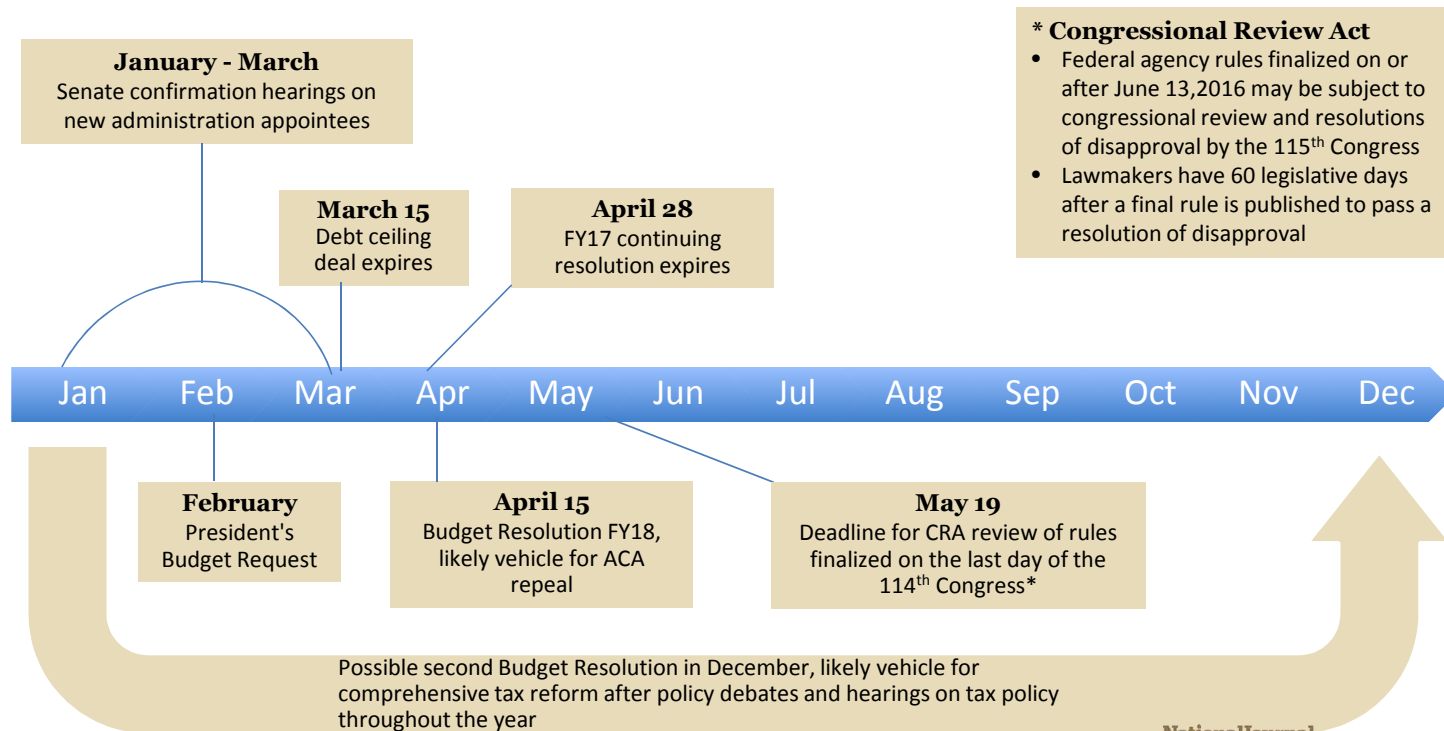 January - March
Senate confirmation hearings on
new administration appointees
* Congressional Review Act
• Federal agency rules finalized on or
after June 13,2016 may be subject to
congressional review and resolutions
of disapproval by the 115th Congress
• Lawmakers have 60 legislative days
after a final rule is published to pass a
resolution of disapproval
March 15
Debt ceiling
deal expires
April 28
FY17 continuing
resolution expires
Jan Feb Mar Apr May Jun Jul Aug Sep Oct Nov Dec
February
President's
Budget Request
April 15
Budget Resolution FY18,
likely vehicle for ACA
repeal
May 19
Deadline for CRA review of rules
finalized on the last day of the
114th Congress*
Possible second Budget Resolution in December, likely vehicle for
comprehensive tax reform after policy debates and hearings on tax policy
throughout the year
NationalJournal